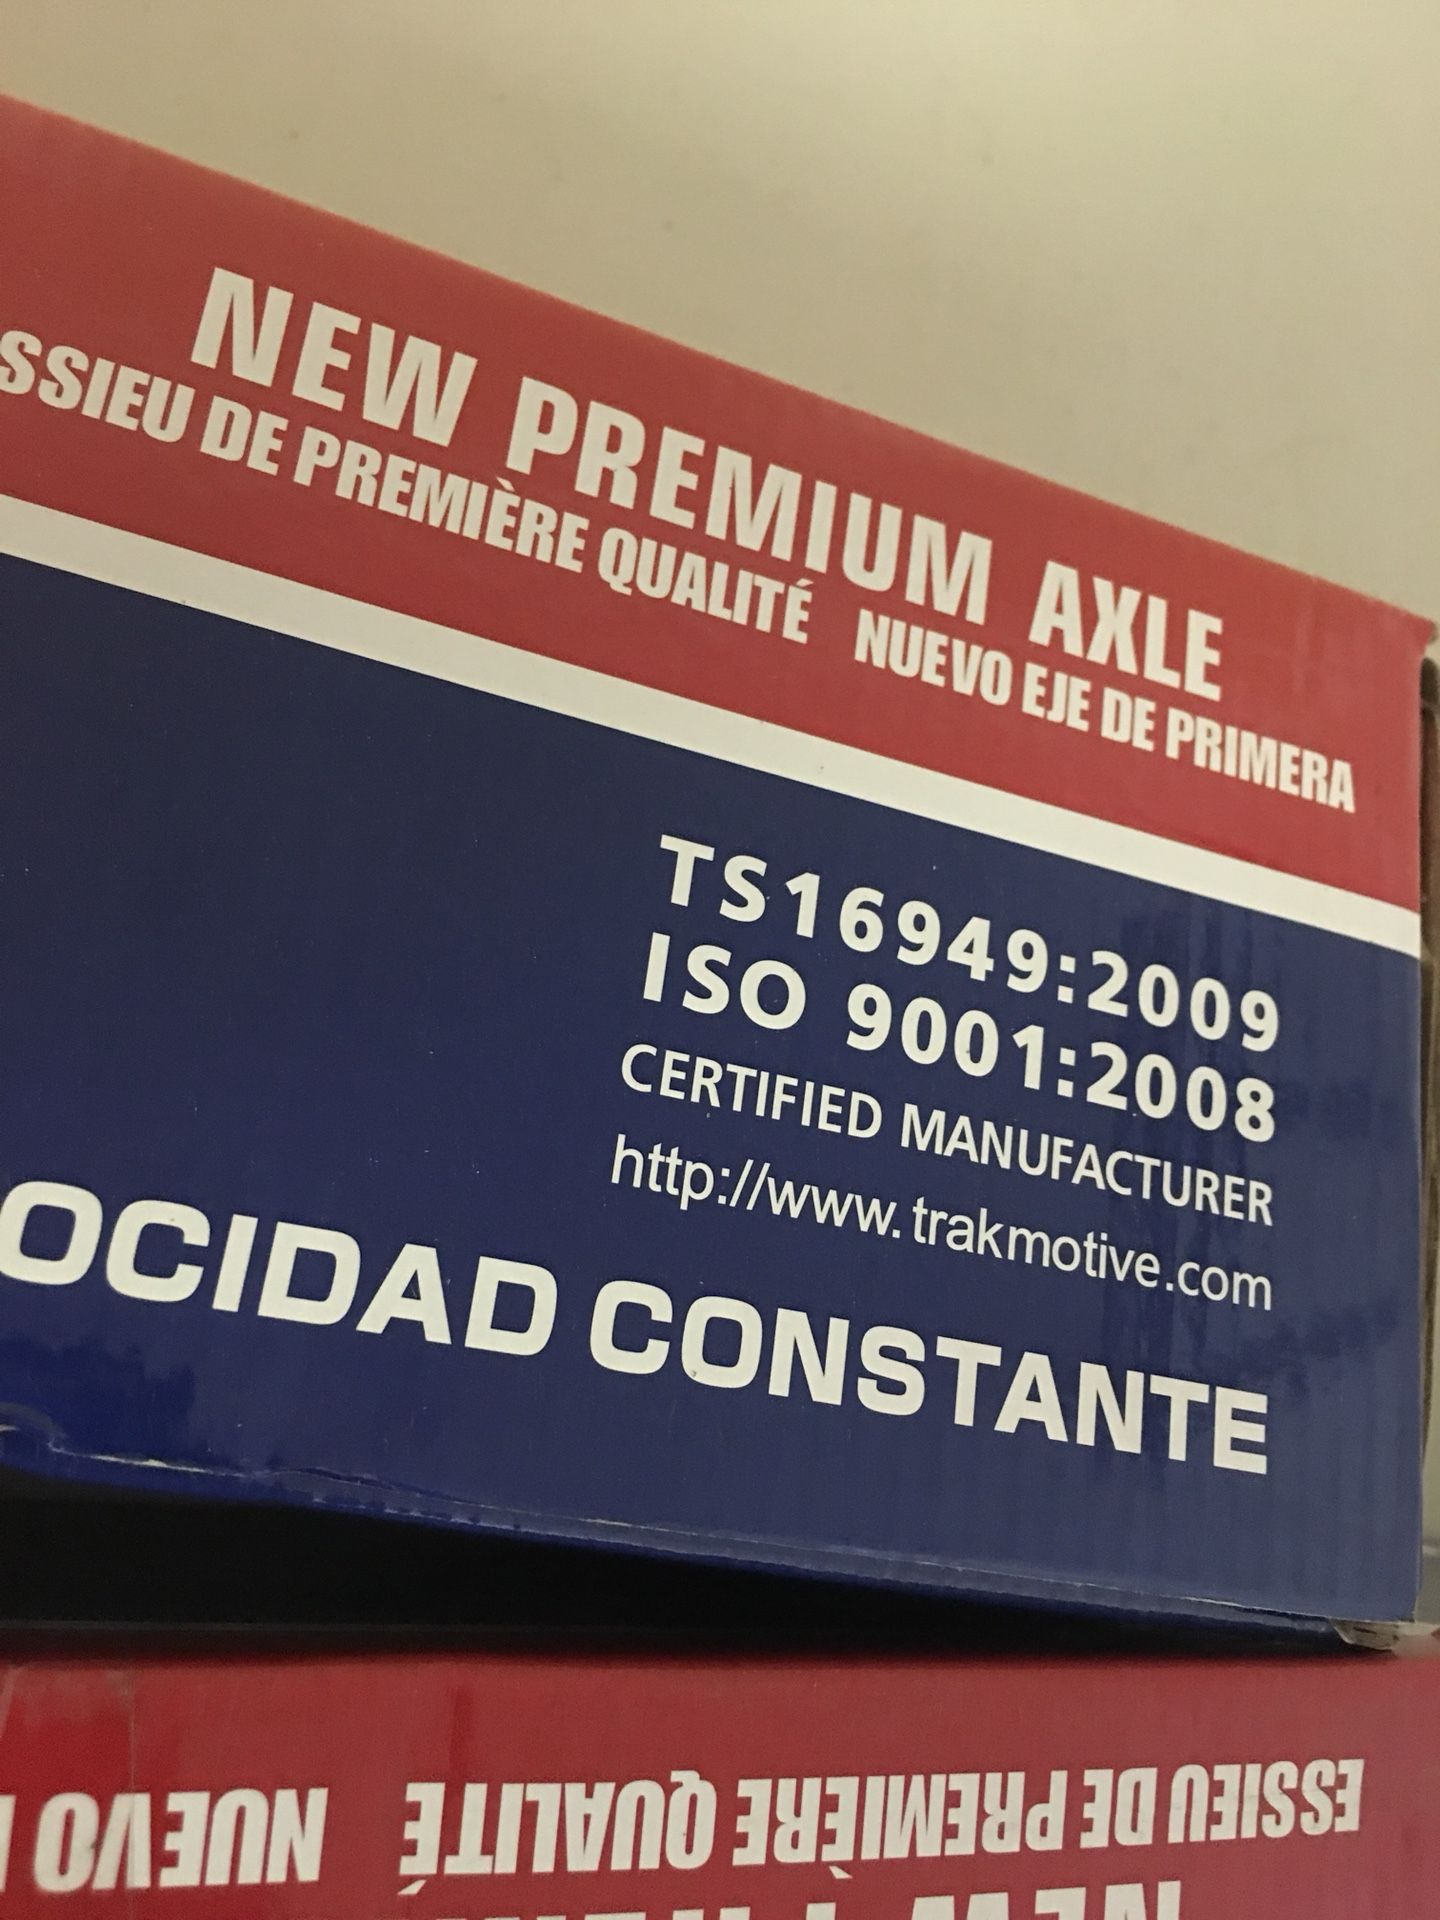 NEW PREMIUM AXLE
SSIEU DE PREMIÈRE QUALITÉ NUEVO EJE DE PRIMERA
TS16949:2009
ISO 9001:2008
CERTIFIED MANUFACTURER
http://www.trakmotive.com
OCIDAD CONSTANTE
ESSIEU DE PREMIÈRE QUALITÉ NUEVO
NEW